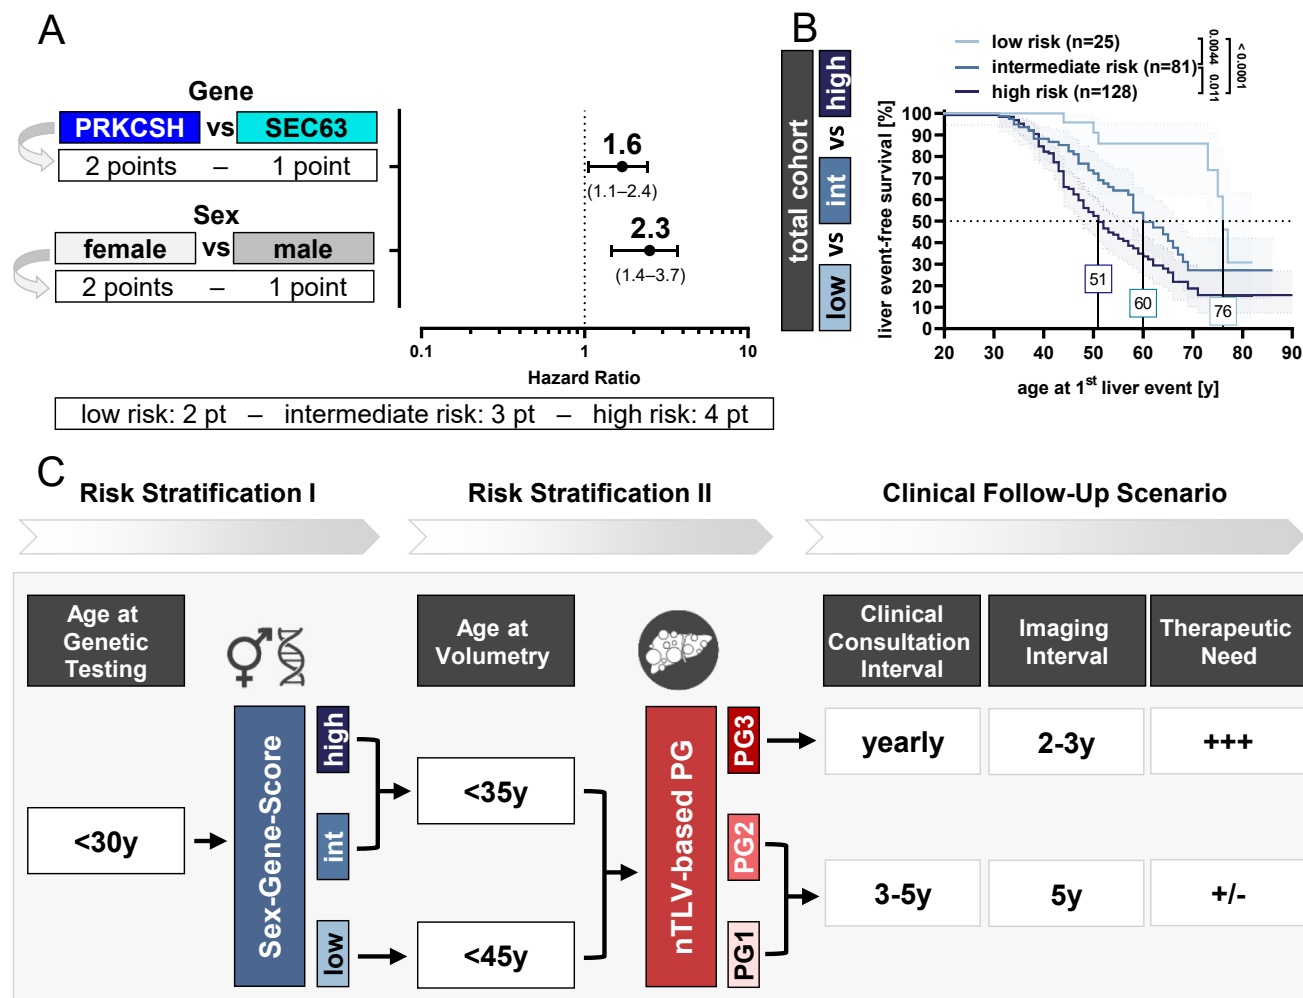 A
Gene
PRKCSH vs SEC63
2 points – 1 point
Sex
female vs male
2 points – 1 point
1.6
(1.1–2.4)
2.3
(1.4–3.7)
0.1 1 10
Hazard Ratio
low risk: 2 pt – intermediate risk: 3 pt – high risk: 4 pt
B
total cohort
low vs int vs high
low risk (n=25)
intermediate risk (n=81)
high risk (n=128)
0.0044 0.011
< 0.0001
liver event-free survival [%]
100
90
80
70
60
50
40
30
20
10
0
51
60
76
20 30 40 50 60 70 80 90
age at 1st liver event [y]
C
Risk Stratification I
Risk Stratification II
Clinical Follow-Up Scenario
Age at
Genetic
Testing
<30y
Sex-Gene-Score
high
int
low
Age at
Volumetry
<35y
<45y
nTLV-based PG
PG3
PG2
PG1
Clinical
Consultation
Interval
Imaging
Interval
Therapeutic
Need
yearly 2-3y +++
3-5y 5y +/-